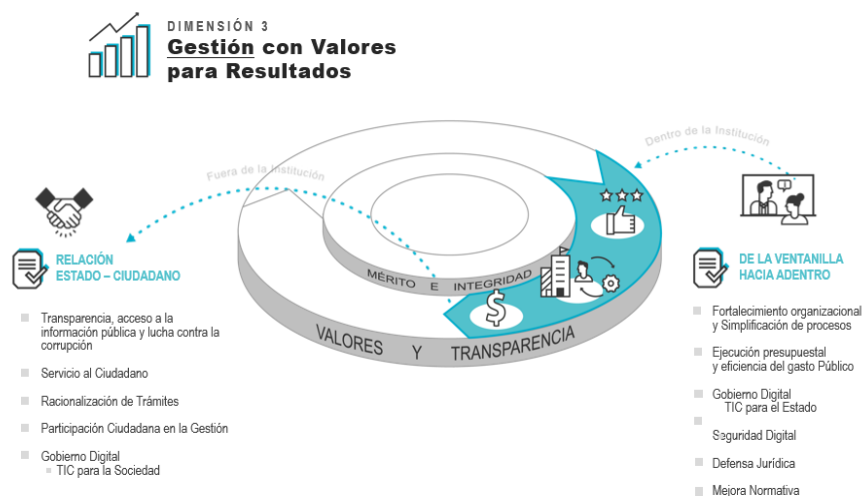 DIMENSIÓN 3
Gestión con Valores
para Resultados
Dentro de la Institución
Fuera de la Institución
RELACIÓN
ESTADO – CIUDADANO
Transparencia, acceso a la
información pública y lucha contra la
corrupción
Servicio al Ciudadano
Racionalización de Trámites
Participación Ciudadana en la Gestión
Gobierno Digital
TIC para la Sociedad
MÉRITO E INTEGRIDAD
VALORES Y TRANSPARENCIA
$
DE LA VENTANILLA
HACIA ADENTRO
Fortalecimiento organizacional
y Simplificación de procesos
Ejecución presupuestal
y eficiencia del gasto Público
Gobierno Digital
TIC para el Estado
Seguridad Digital
Defensa Jurídica
Mejora Normativa